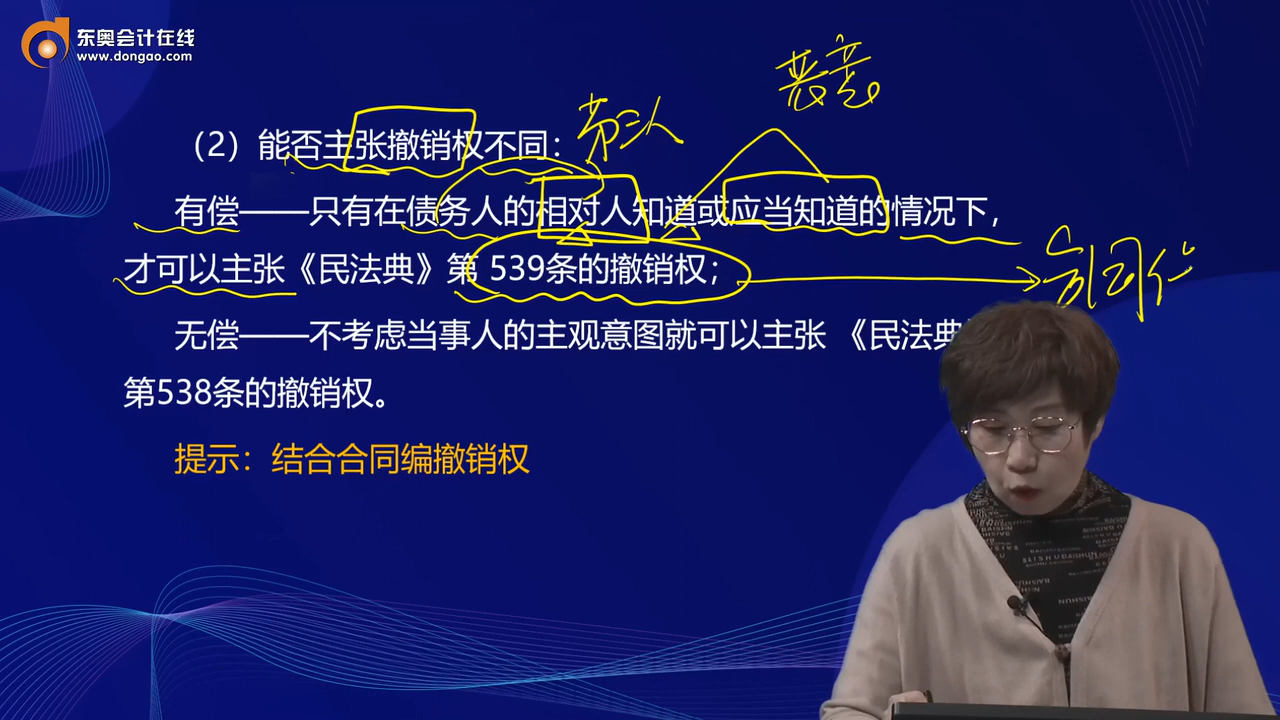 东奥会计在线
www.dongao.com
恶意
第三人
（2）能否主张撤销权不同：
有偿——只有在债务人的相对人知道或应当知道的情况下，
才可以主张《民法典》第 539条的撤销权；
无偿——不考虑当事人的主观意图就可以主张 《民法典
第538条的撤销权。
提示：结合合同编撤销权